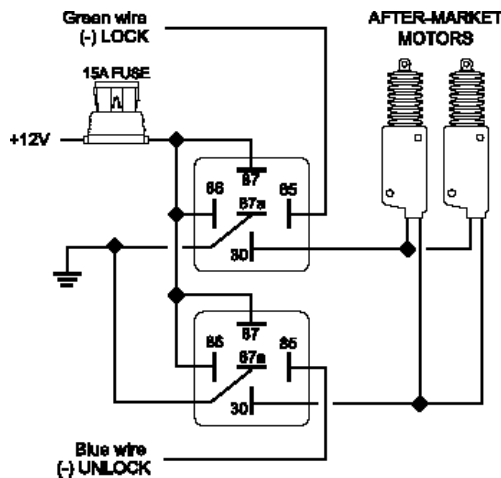 Green wire
(-) LOCK
AFTER-MARKET
MOTORS
15A FUSE
+12V
87
86
85
87a
30
87
86
85
87a
30
Blue wire
(-) UNLOCK